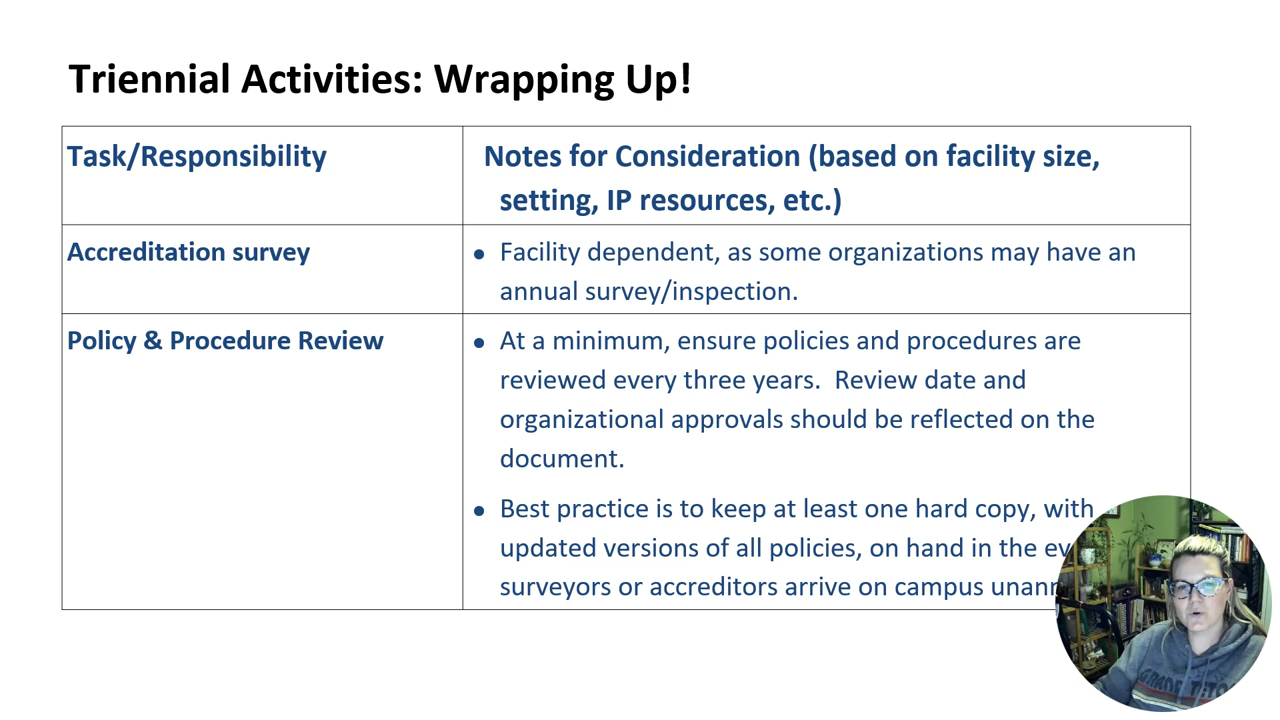 Triennial Activities: Wrapping Up!
Task/Responsibility
Notes for Consideration (based on facility size,
setting, IP resources, etc.)
Accreditation survey
● Facility dependent, as some organizations may have an
annual survey/inspection.
Policy & Procedure Review
● At a minimum, ensure policies and procedures are
reviewed every three years.  Review date and
organizational approvals should be reflected on the
document.
● Best practice is to keep at least one hard copy, with
updated versions of all policies, on hand in the
surveyors or accreditors arrive on campus